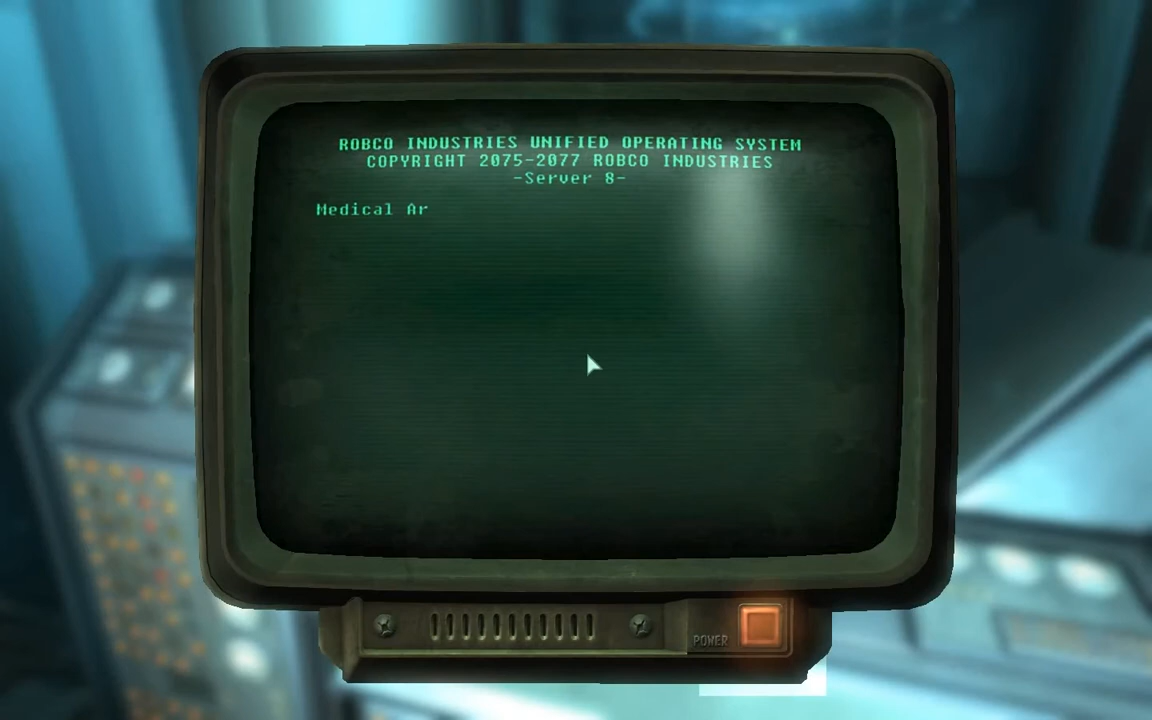 ROBCO INDUSTRIES UNIFIED OPERATING SYSTEM
COPYRIGHT 2075-2077 ROBCO INDUSTRIES
-Server 8-
Medical Ar
POWER